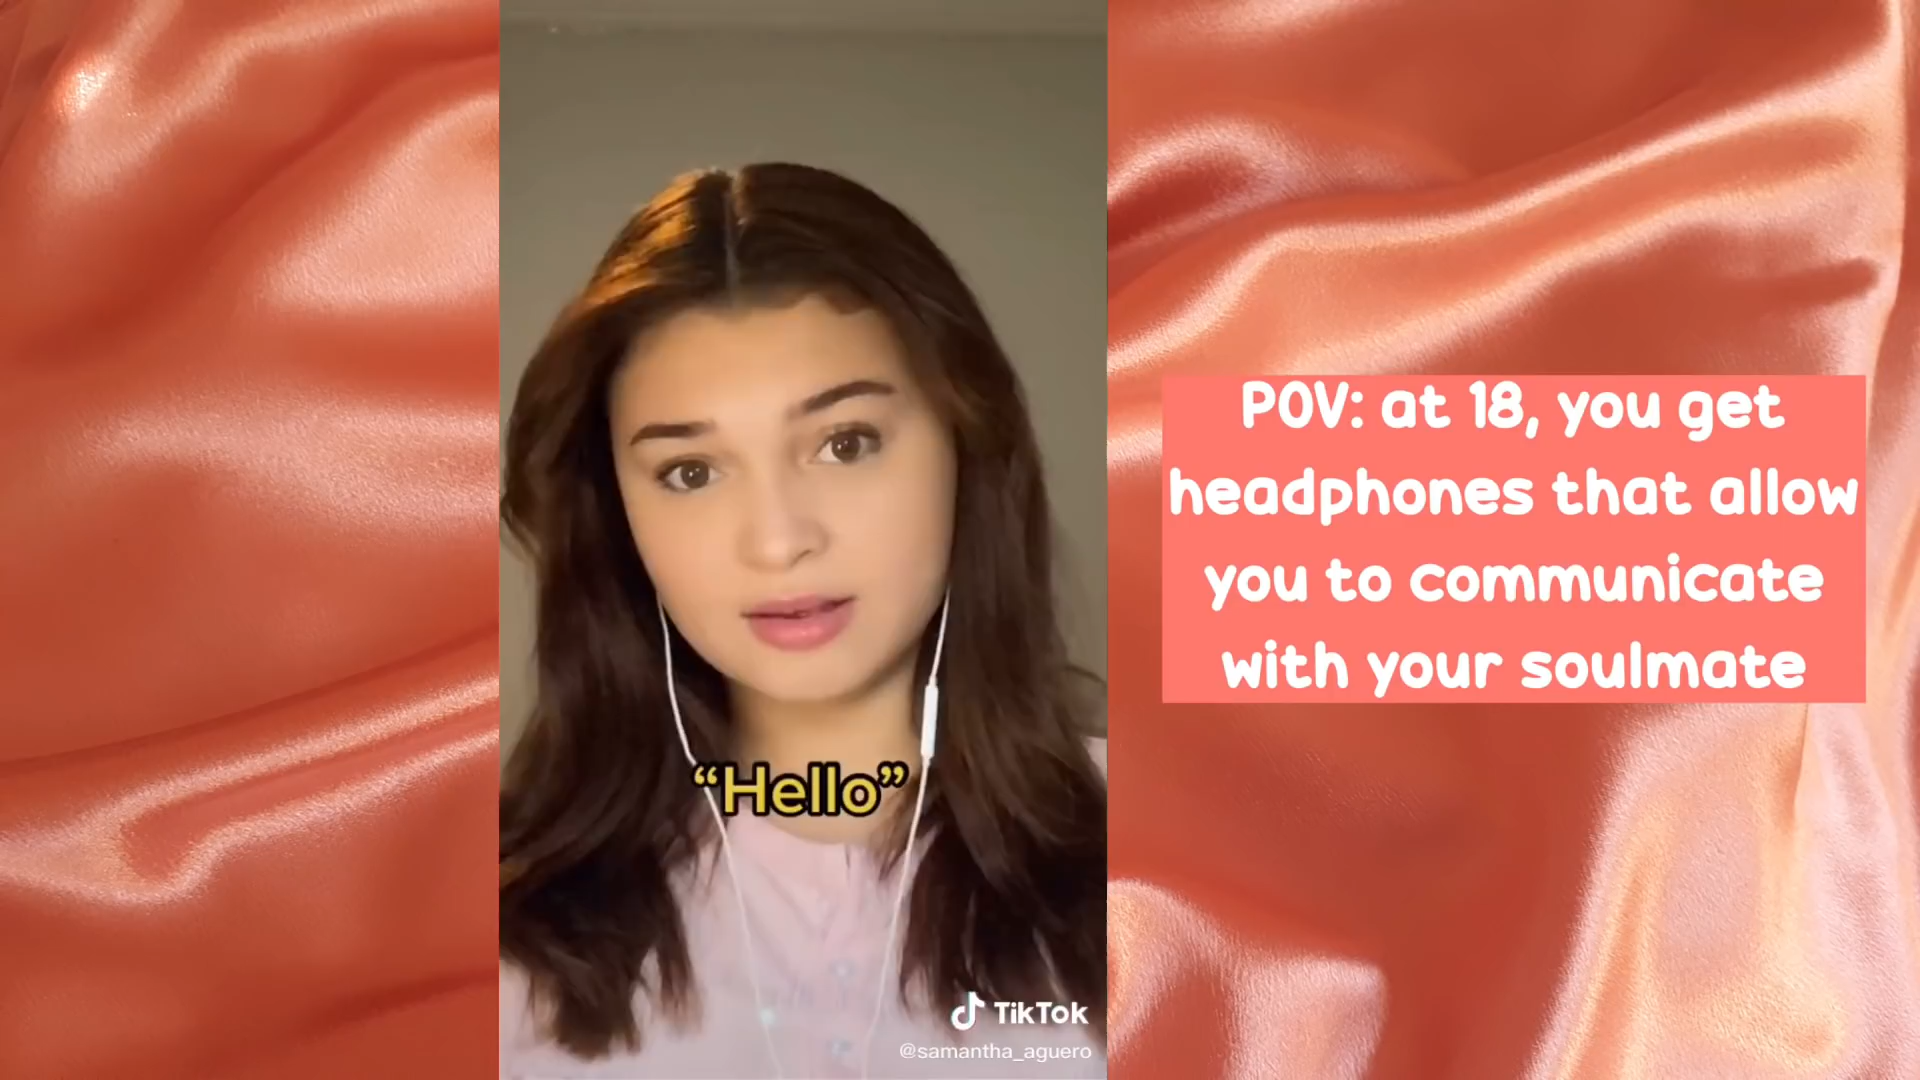 POV: at 18, you get
headphones that allow
you to communicate
with your soulmate
“Hello”
TikTok
@samantha_aguero